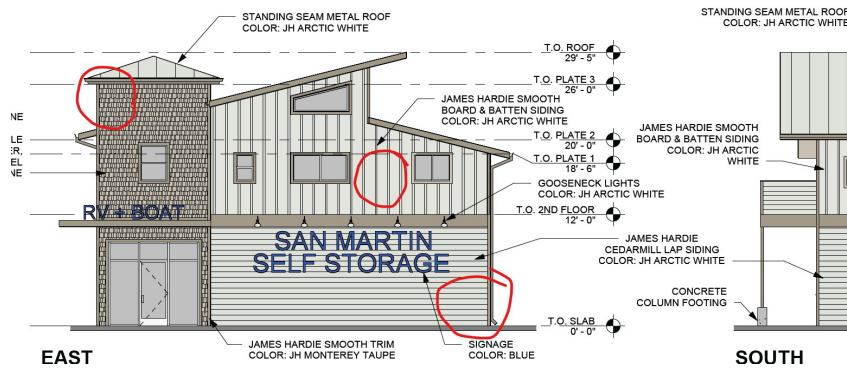 STANDING SEAM METAL ROOF
COLOR: JH ARCTIC WHITE
STANDING SEAM METAL ROOF
COLOR: JH ARCTIC WHITE
T.O. ROOF
29' - 5"
T.O. PLATE 3
26' - 0"
JAMES HARDIE SMOOTH
BOARD & BATTEN SIDING
COLOR: JH ARCTIC WHITE
NE
LE
ER,
EL
NE
T.O. PLATE 2
20' - 0"
T.O. PLATE 1
18' - 6"
JAMES HARDIE SMOOTH
BOARD & BATTEN SIDING
COLOR: JH ARCTIC
WHITE
GOOSENECK LIGHTS
COLOR: JH ARCTIC WHITE
RV + BOAT
T.O. 2ND FLOOR
12' - 0"
SAN MARTIN
SELF STORAGE
JAMES HARDIE
CEDARMILL LAP SIDING
COLOR: JH ARCTIC WHITE
CONCRETE
COLUMN FOOTING
T.O. SLAB
0' - 0"
JAMES HARDIE SMOOTH TRIM
COLOR: JH MONTEREY TAUPE
SIGNAGE
COLOR: BLUE
EAST
SOUTH